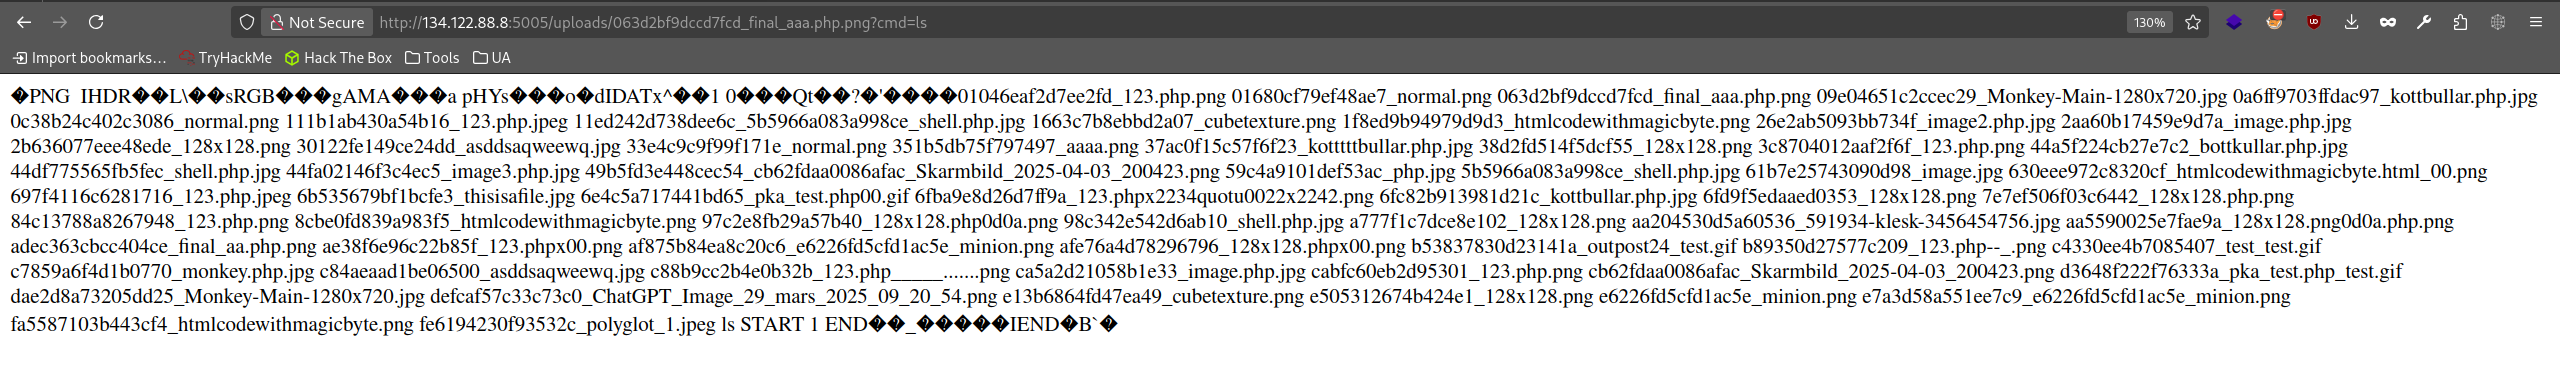 Not Secure http://134.122.88.8:5005/uploads/063d2bf9dccd7fcd_final_aaa.php.png?cmd=ls 130%
Import bookmarks... TryHackMe Hack The Box Tools UA
�PNG IHDR��L\��sRGB���gAMA���a pHYs���o�dIDATx^��1 0���Qt��?�'����01046eaf2d7ee2fd_123.php.png 01680cf79ef48ae7_normal.png 063d2bf9dccd7fcd_final_aaa.php.png 09e04651c2ccec29_Monkey-Main-1280x720.jpg 0a6ff9703ffdac97_kottbullar.php.jpg
0c38b24c402c3086_normal.png 111b1ab430a54b16_123.php.jpeg 11ed242d738dee6c_5b5966a083a998ce_shell.php.jpg 1663c7b8ebbd2a07_cubetexture.png 1f8ed9b94979d9d3_htmlcodewithmagicbyte.png 26e2ab5093bb734f_image2.php.jpg 2aa60b17459e9d7a_image.php.jpg
2b636077eee48ede_128x128.png 30122fe149ce24dd_asddsaqweewq.jpg 33e4c9c9f99f171e_normal.png 351b5db75f797497_aaaa.png 37ac0f15c57f6f23_kotttttbullar.php.jpg 38d2fd514f5dcf55_128x128.png 3c8704012aaf2f6f_123.php.png 44a5f224cb27e7c2_bottkullar.php.jpg
44df775565fb5fec_shell.php.jpg 44fa02146f3c4ec5_image3.php.jpg 49b5fd3e448cec54_cb62fdaa0086afac_Skarmbild_2025-04-03_200423.png 59c4a9101def53ac_php.jpg 5b5966a083a998ce_shell.php.jpg 61b7e25743090d98_image.jpg 630eee972c8320cf_htmlcodewithmagicbyte.html_00.png
697f4116c6281716_123.php.jpeg 6b535679bf1bcfe3_thisisafile.jpg 6e4c5a717441bd65_pka_test.php00.gif 6fba9e8d26d7ff9a_123.phpx2234quotu0022x2242.png 6fc82b913981d21c_kottbullar.php.jpg 6fd9f5edaaed0353_128x128.png 7e7ef506f03c6442_128x128.php.png
84c13788a8267948_123.php.png 8cbe0fd839a983f5_htmlcodewithmagicbyte.png 97c2e8fb29a57b40_128x128.php0d0a.png 98c342e542d6ab10_shell.php.jpg a777f1c7dce8e102_128x128.png aa204530d5a60536_591934-klesk-3456454756.jpg aa5590025e7fae9a_128x128.png0d0a.php.png
adec363cbcc404ce_final_aa.php.png ae38f6e96c22b85f_123.phpx00.png af875b84ea8c20c6_e6226fd5cfd1ac5e_minion.png afe76a4d78296796_128x128.phpx00.png b53837830d23141a_outpost24_test.gif b89350d27577c209_123.php--_.png c4330ee4b7085407_test_test.gif
c7859a6f4d1b0770_monkey.php.jpg c84aeaad1be06500_asddsaqweewq.jpg c88b9cc2b4e0b32b_123.php_____.......png ca5a2d21058b1e33_image.php.jpg cabfc60eb2d95301_123.php.png cb62fdaa0086afac_Skarmbild_2025-04-03_200423.png d3648f222f76333a_pka_test.php_test.gif
dae2d8a73205dd25_Monkey-Main-1280x720.jpg defcaf57c33c73c0_ChatGPT_Image_29_mars_2025_09_20_54.png e13b6864fd47ea49_cubetexture.png e505312674b424e1_128x128.png e6226fd5cfd1ac5e_minion.png e7a3d58a551ee7c9_e6226fd5cfd1ac5e_minion.png
fa5587103b443cf4_htmlcodewithmagicbyte.png fe6194230f93532c_polyglot_1.jpeg ls START 1 END��_�����IEND�B`�